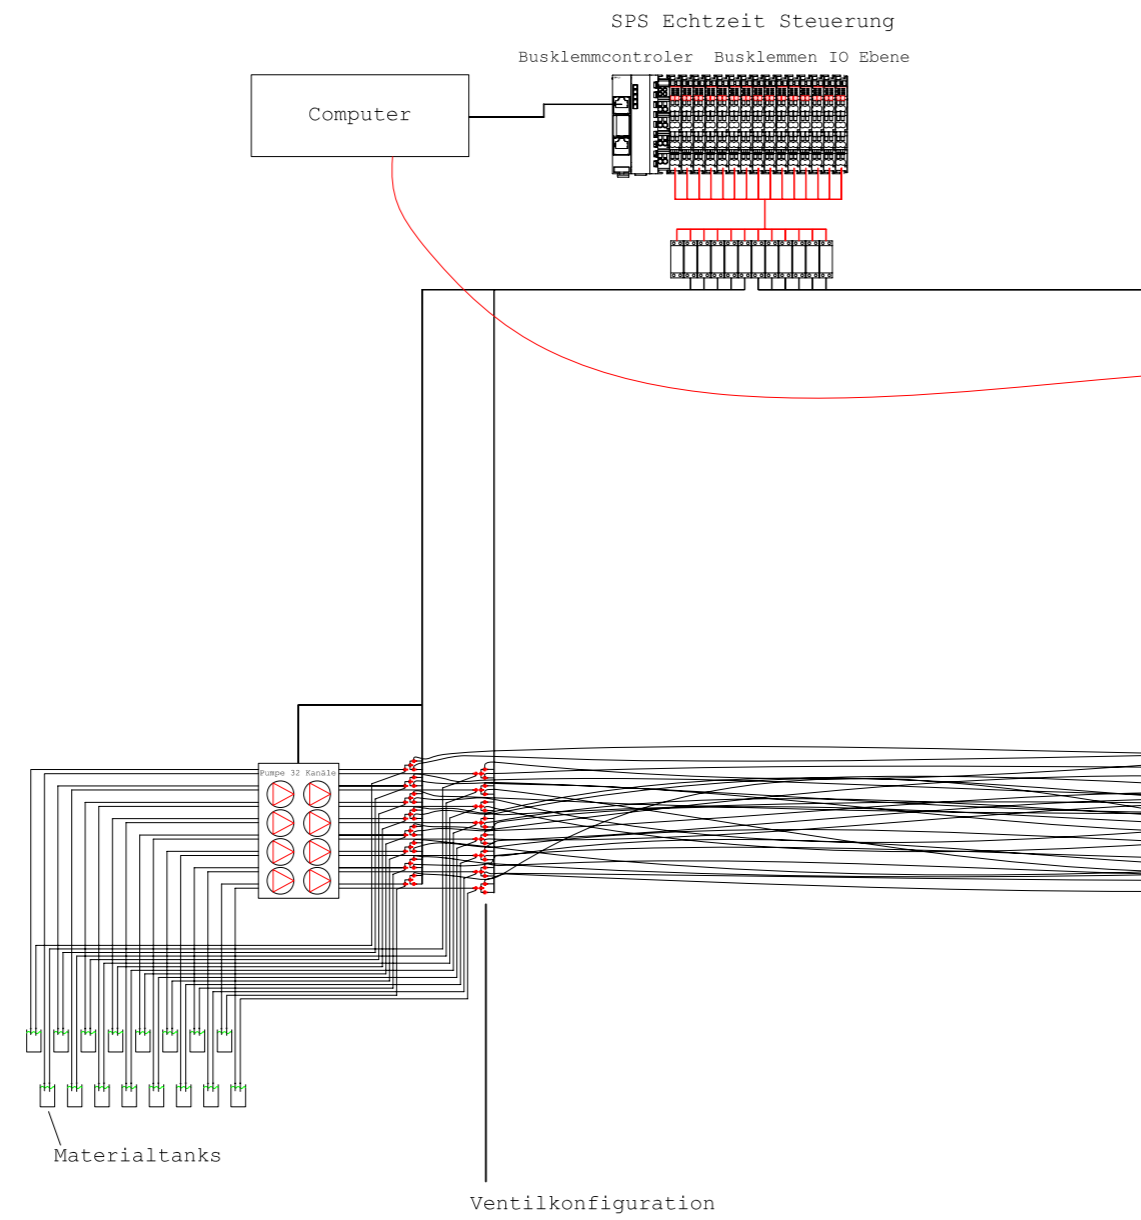 SPS Echtzeit Steuerung
Busklemmcontroler Busklemmen IO Ebene
Computer
Pumpe 32 Kanäle
Materialtanks
Ventilkonfiguration